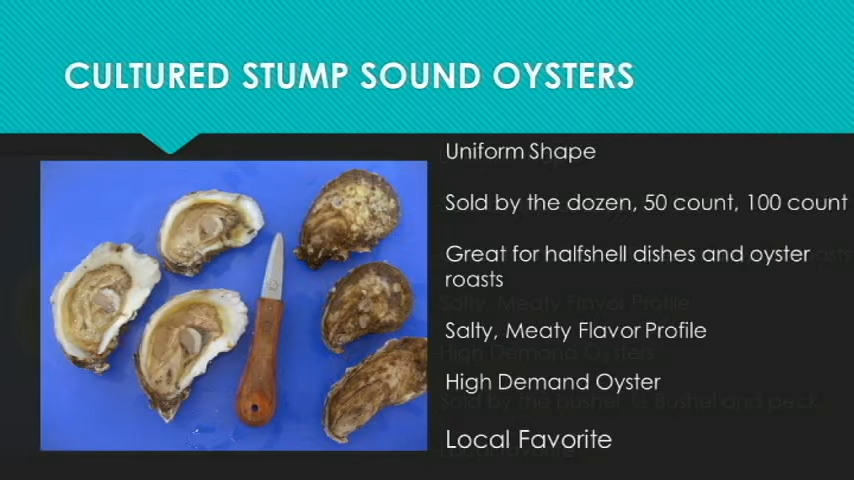 CULTURED STUMP SOUND OYSTERS
Uniform Shape
Sold by the dozen, 50 count, 100 count
Great for halfshell dishes and oyster
roasts
Salty, Meaty Flavor Profile
High Demand Oyster
Local Favorite